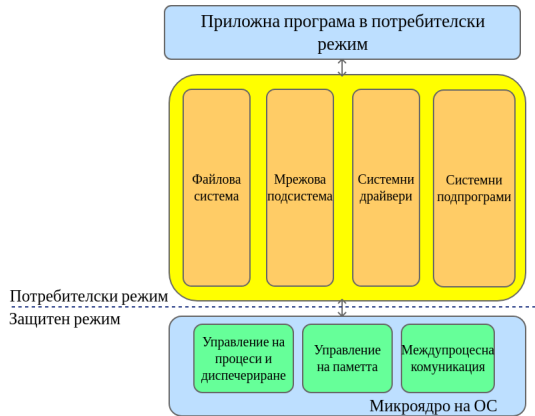 Приложна програма в потребителски
режим
Файлова
система
Мрежова
подсистема
Системни
драйвери
Системни
подпрограми
Потребителски режим
Защитен режим
Управление на
процеси и
диспечериране
Управление
на паметта
Междупроцесна
комуникация
Микроядро на ОС